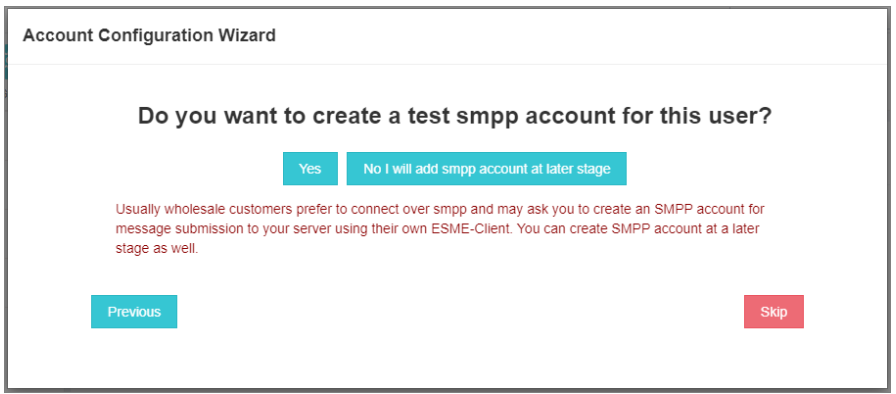 Account Configuration Wizard
Do you want to create a test smpp account for this user?
Yes
No I will add smpp account at later stage
Usually wholesale customers prefer to connect over smpp and may ask you to create an SMPP account for
message submission to your server using their own ESME-Client. You can create SMPP account at a later
stage as well.
Previous
Skip